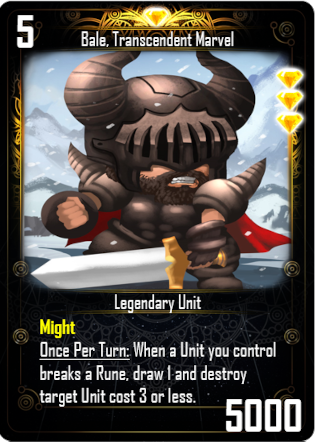 5
Bale, Transcendent Marvel
Legendary Unit
Might
Once Per Turn: When a Unit you control
breaks a Rune, draw 1 and destroy
target Unit cost 3 or less.
5000